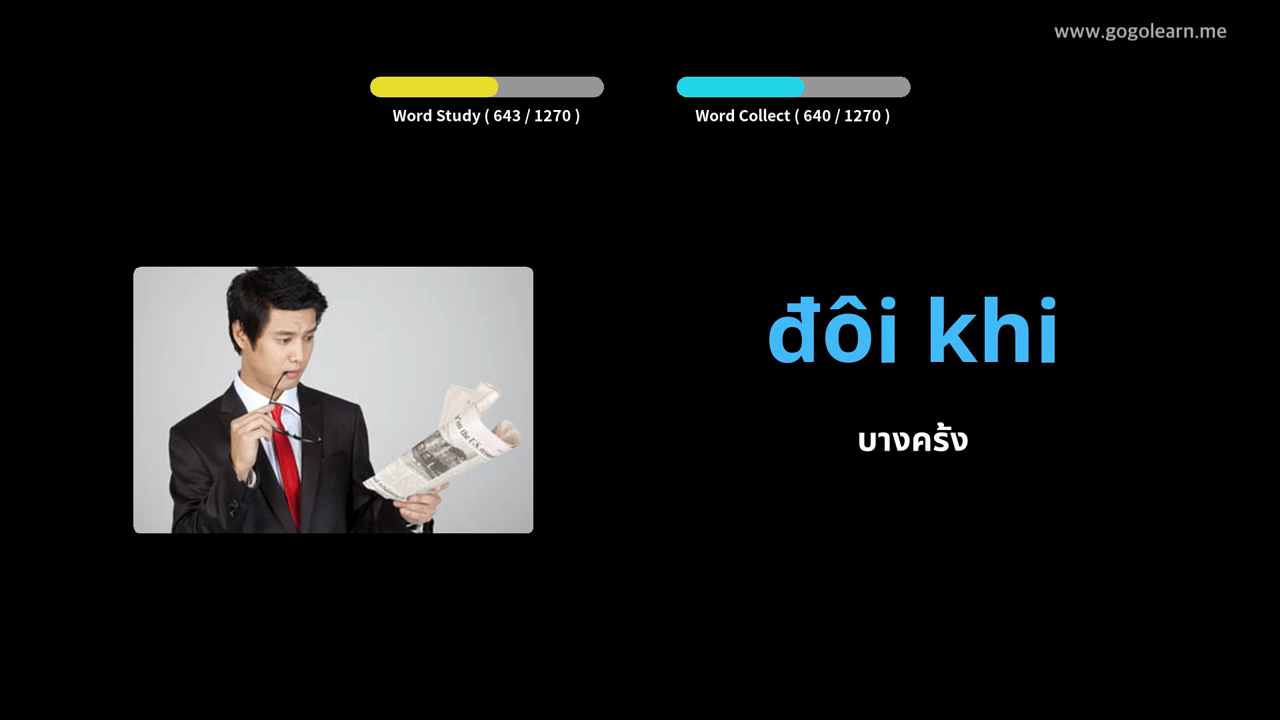 www.gogolearn.me
Word Study ( 643 / 1270 )
Word Collect ( 640 / 1270 )
đôi khi
บางครั้ง